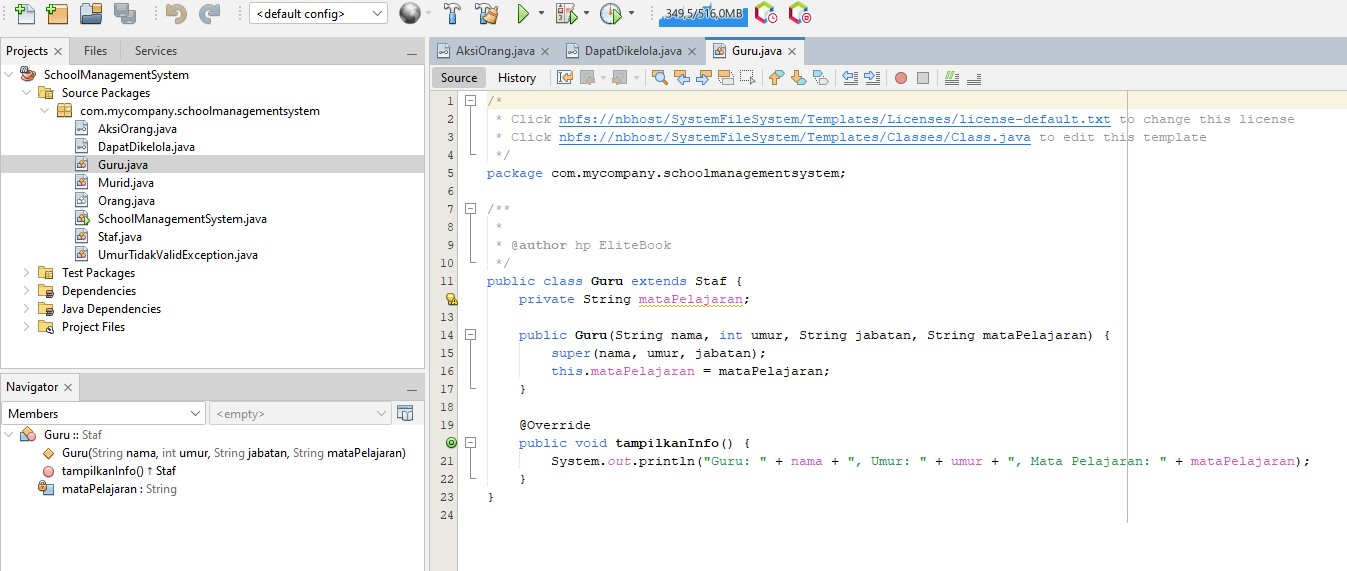 <default config>
349,5/516,0MB
Projects
Files
Services
SchoolManagementSystem
Source Packages
com.mycompany.schoolmanagementsystem
AksiOrang.java
DapatDikelola.java
Guru.java
Murid.java
Orang.java
SchoolManagementSystem.java
Staf.java
UmurTidakValidException.java
Test Packages
Dependencies
Java Dependencies
Project Files
Navigator
Members
<empty>
Guru :: Staf
Guru(String nama, int umur, String jabatan, String mataPelajaran)
tampilkanInfo() ↑ Staf
mataPelajaran : String
AksiOrang.java
DapatDikelola.java
Guru.java
Source
History
1 /*
2 * Click nbfs://nbhost/SystemFileSystem/Templates/Licenses/license-default.txt to change this license
3 * Click nbfs://nbhost/SystemFileSystem/Templates/Classes/Class.java to edit this template
4 */
5 package com.mycompany.schoolmanagementsystem;
6
7 /**
8 *
9 * @author hp EliteBook
10 */
11 public class Guru extends Staf {
private String mataPelajaran;
13
14 public Guru(String nama, int umur, String jabatan, String mataPelajaran) {
15 super(nama, umur, jabatan);
16 this.mataPelajaran = mataPelajaran;
17 }
18
19 @Override
public void tampilkanInfo() {
21 System.out.println("Guru: " + nama + ", Umur: " + umur + ", Mata Pelajaran: " + mataPelajaran);
22 }
23 }
24